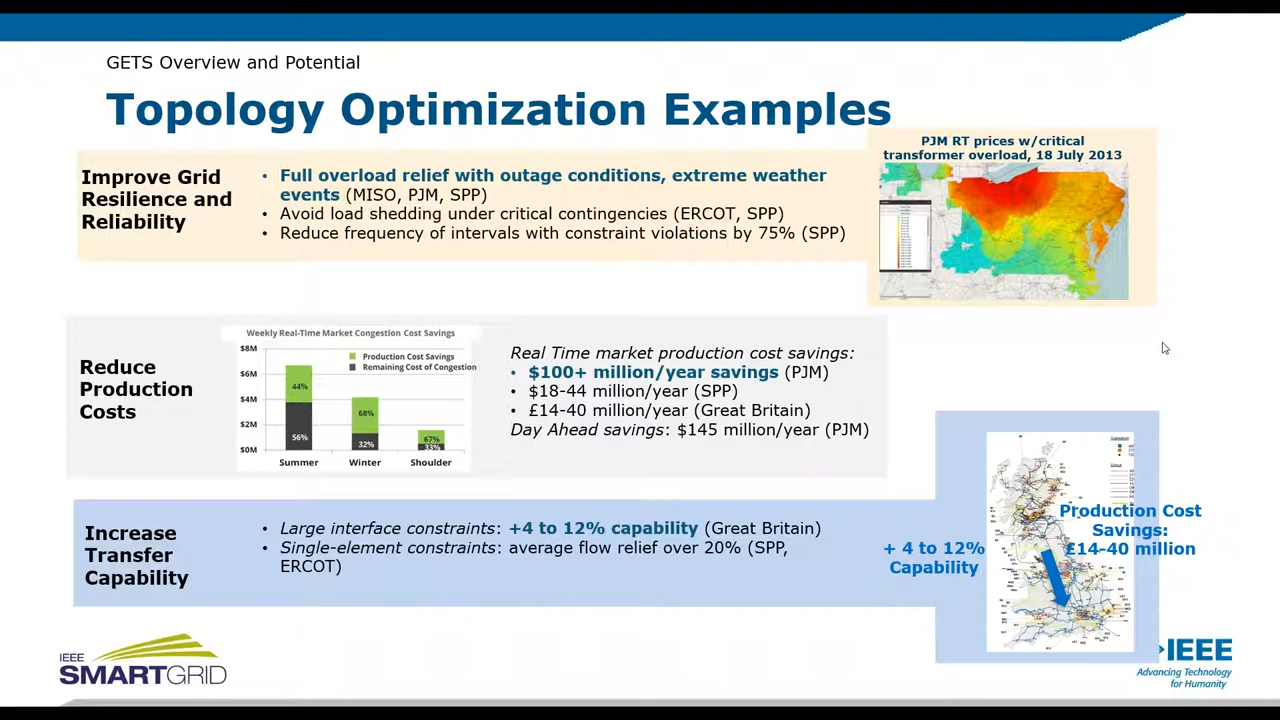 GETS Overview and Potential
Topology Optimization Examples
Improve Grid
Resilience and
Reliability
• Full overload relief with outage conditions, extreme weather
events (MISO, PJM, SPP)
• Avoid load shedding under critical contingencies (ERCOT, SPP)
• Reduce frequency of intervals with constraint violations by 75% (SPP)
PJM RT prices w/critical
transformer overload, 18 July 2013
Reduce
Production
Costs
Weekly Real-Time Market Congestion Cost Savings
Production Cost Savings
Remaining Cost of Congestion
$8M
$6M
$4M
$2M
$0M
44%
56%
68%
32%
67%
33%
Summer Winter Shoulder
Real Time market production cost savings:
• $100+ million/year savings (PJM)
• $18-44 million/year (SPP)
• £14-40 million/year (Great Britain)
Day Ahead savings: $145 million/year (PJM)
Increase
Transfer
Capability
• Large interface constraints: +4 to 12% capability (Great Britain)
• Single-element constraints: average flow relief over 20% (SPP,
ERCOT)
+ 4 to 12%
Capability
Production Cost
Savings:
£14-40 million
IEEE
SMARTGRID
IEEE
Advancing Technology
for Humanity